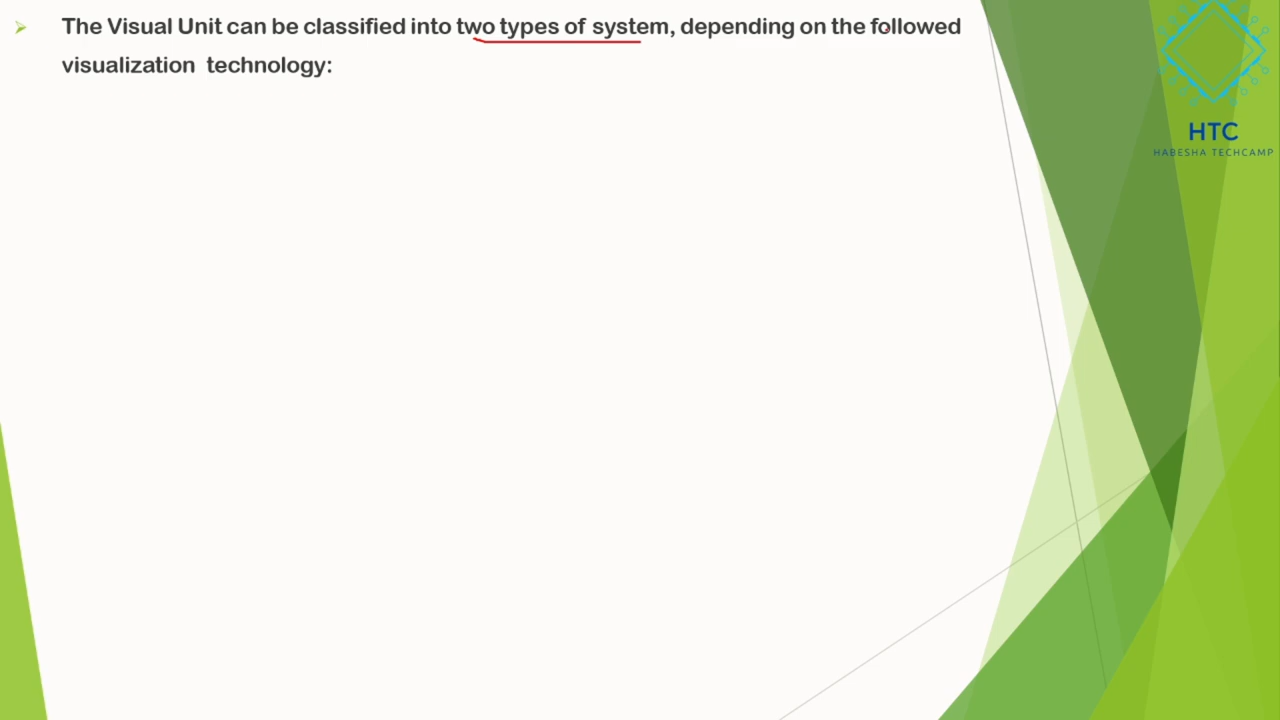 The Visual Unit can be classified into two types of system, depending on the followed
visualization technology:
HTC
HABESHA TECHCAMP